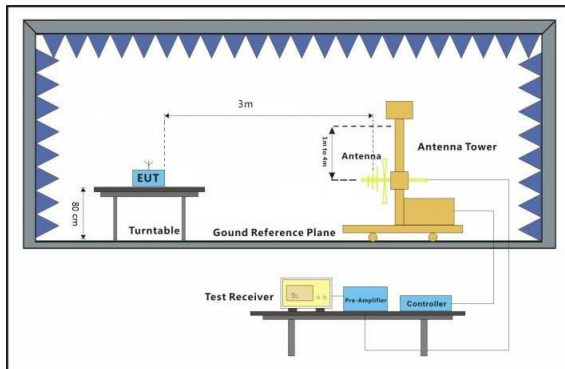 3m
1m to 4m
Antenna
Antenna Tower
EUT
80 cm
Turntable
Gound Reference Plane
Test Receiver
Pre-Amplifier
Controller